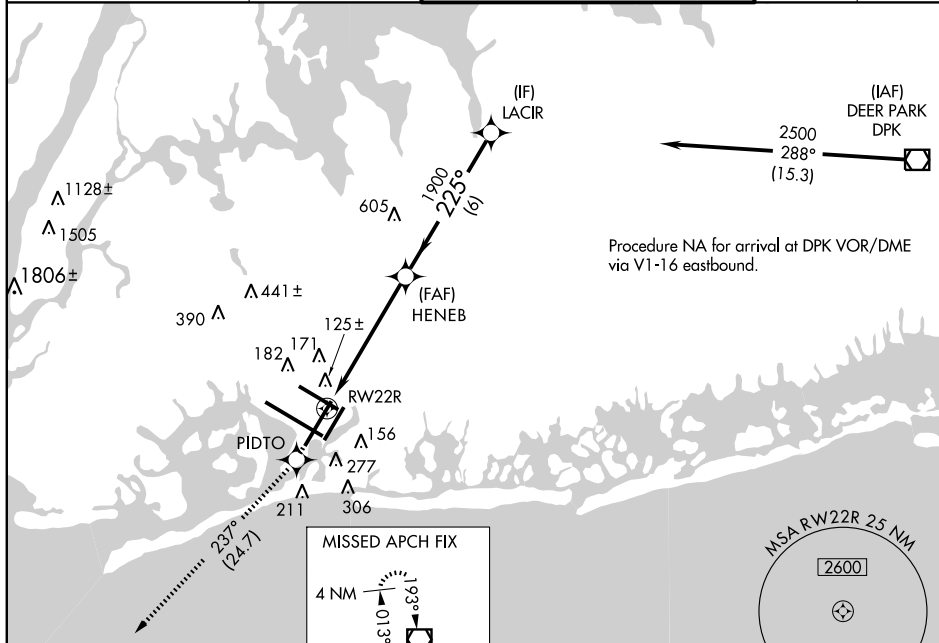 (IF)
LACIR
(IAF)
DEER PARK
DPK
2500
288°
(15.3)
1900
225°
(6)
605
1128±
1505
1806±
Procedure NA for arrival at DPK VOR/DME
via V1-16 eastbound.
441±
390
(FAF)
HENEB
125±
171
182
RW22R
PIDTO
156
277
211
306
237°
(24.7)
MISSED APCH FIX
4 NM
193°
013°
MSA RW22R 25 NM
2600